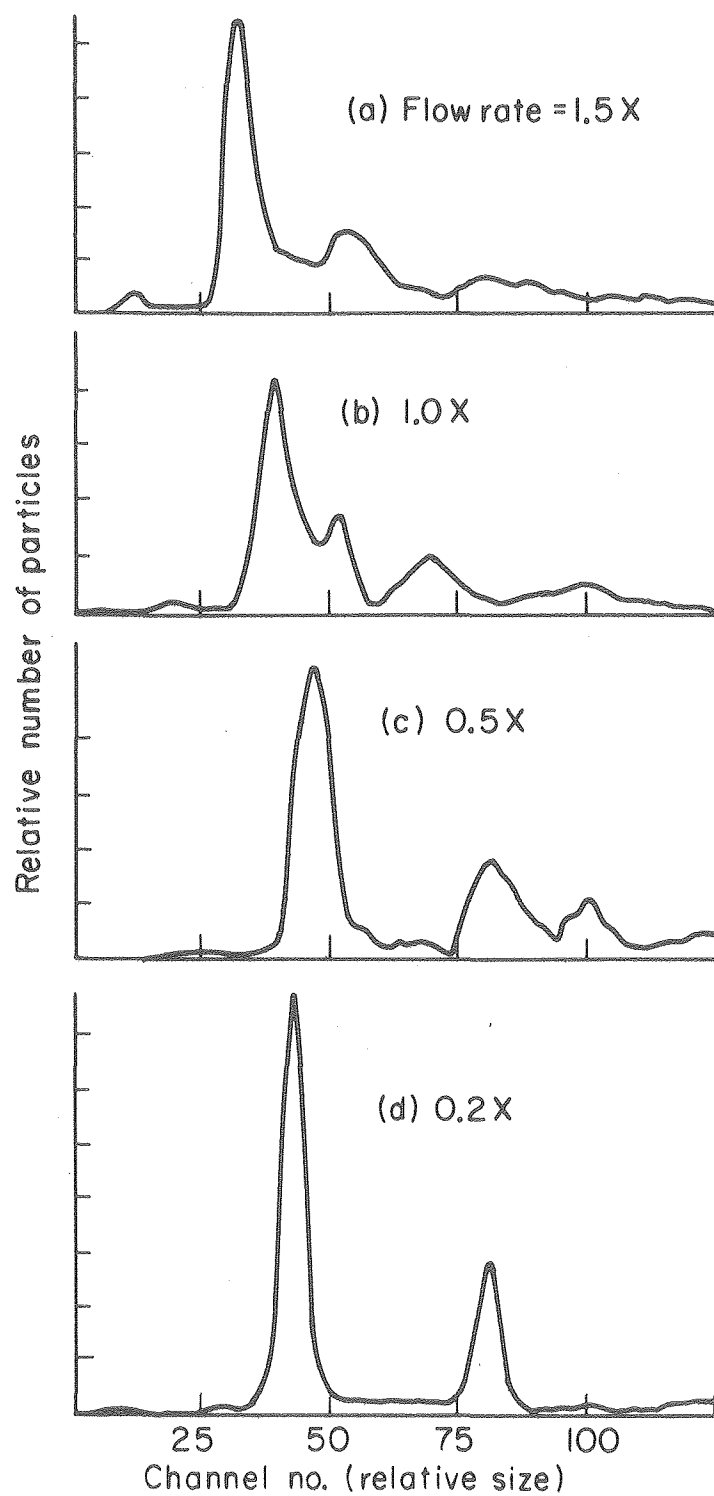 (a) Flow rate = 1.5 X
(b) 1.0 X
Relative number of particles
(c) 0.5 X
(d) 0.2 X
25 50 75 100
Channel no. (relative size)